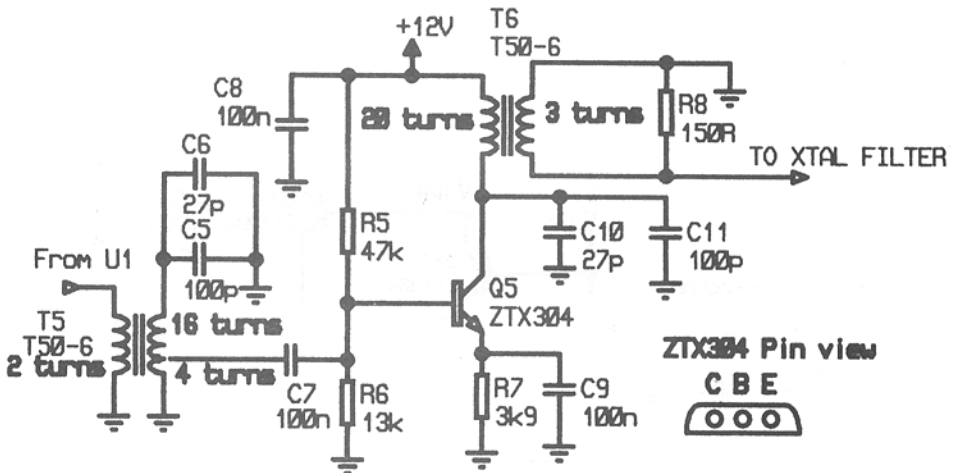 +12V
T6
T50-6
C8
100n
20 turns
3 turns
R8
150R
C6
27p
TO XTAL FILTER
C5
100p
R5
47k
C10
27p
C11
100p
From U1
Q5
ZTX304
T5
T50-6
2 turns
16 turns
4 turns
C7
100n
R6
13k
R7
3k9
C9
100n
ZTX304 Pin view
C B E